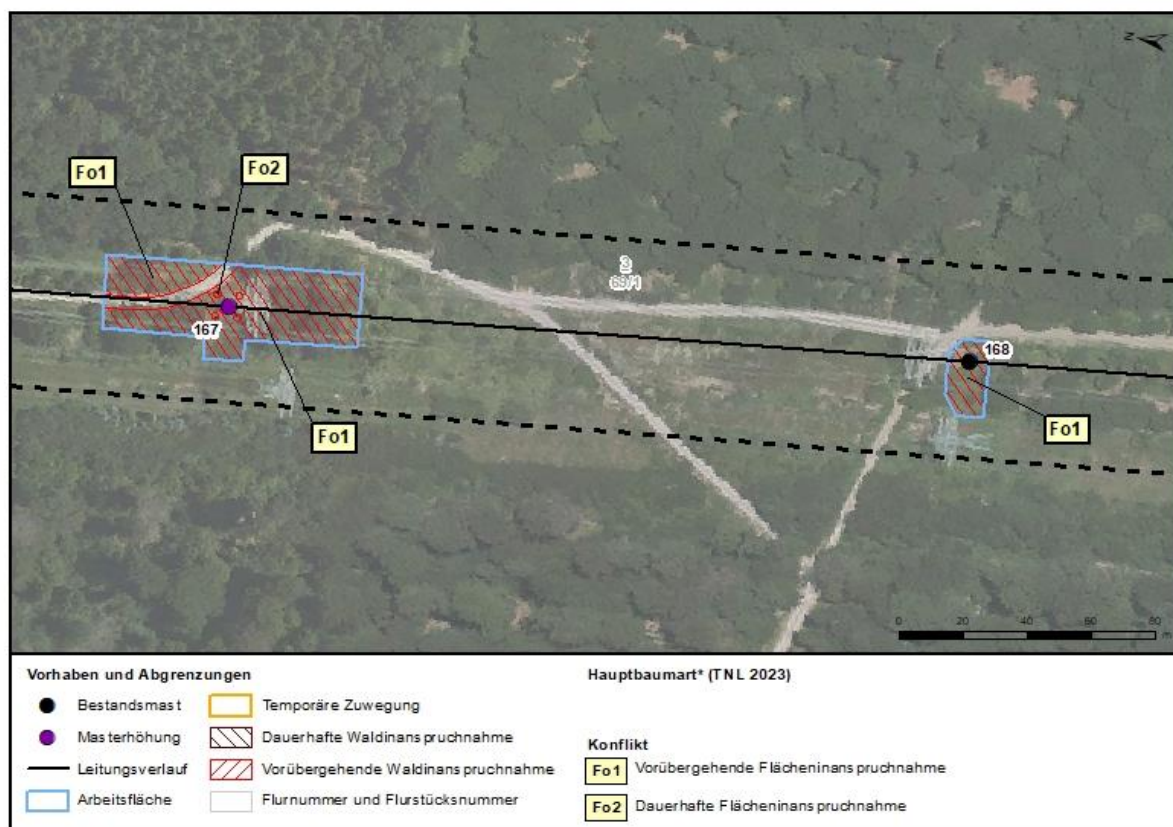 N
Fo1
Fo2
3
69/1
167
168
Fo1
Fo1
0 20 40 60 80
m
Vorhaben und Abgrenzungen
Bestandsmast
Masterhöhung
Leitungsverlauf
Arbeitsfläche
Temporäre Zuwegung
Dauerhafte Waldinanspruchnahme
Vorübergehende Waldinanspruchnahme
Flurnummer und Flurstücksnummer
Hauptbaumart* (TNL 2023)
Konflikt
Fo1 Vorübergehende Flächeninanspruchnahme
Fo2 Dauerhafte Flächeninanspruchnahme